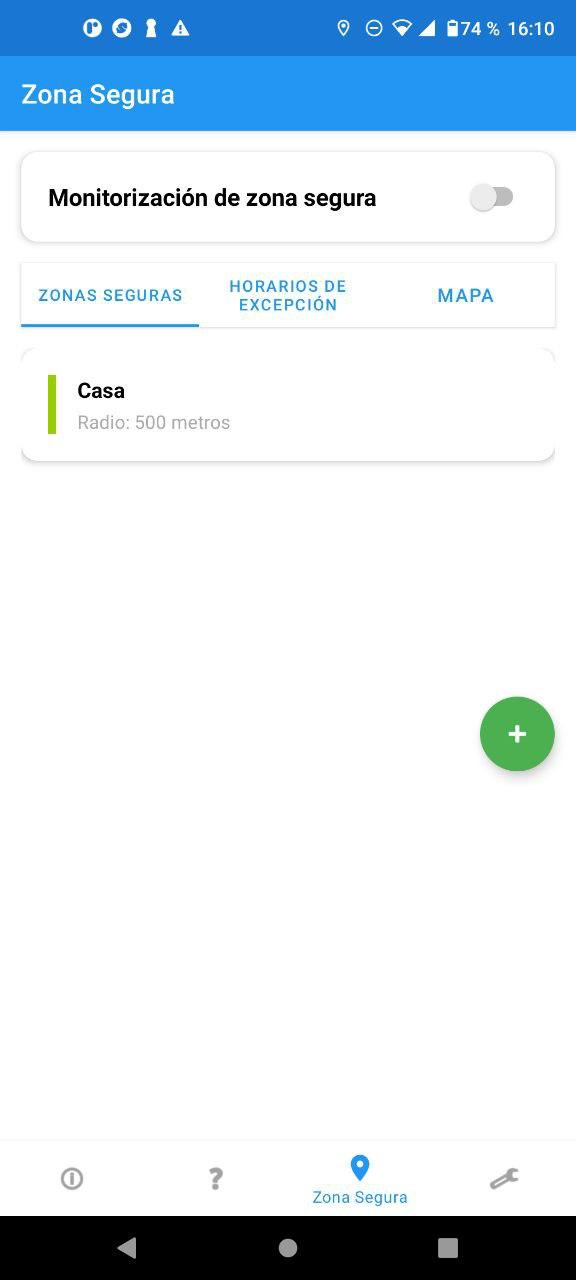 74 % 16:10
Zona Segura
Monitorización de zona segura
ZONAS SEGURAS
HORARIOS DE
EXCEPCIÓN
MAPA
Casa
Radio: 500 metros
+
?
Zona Segura